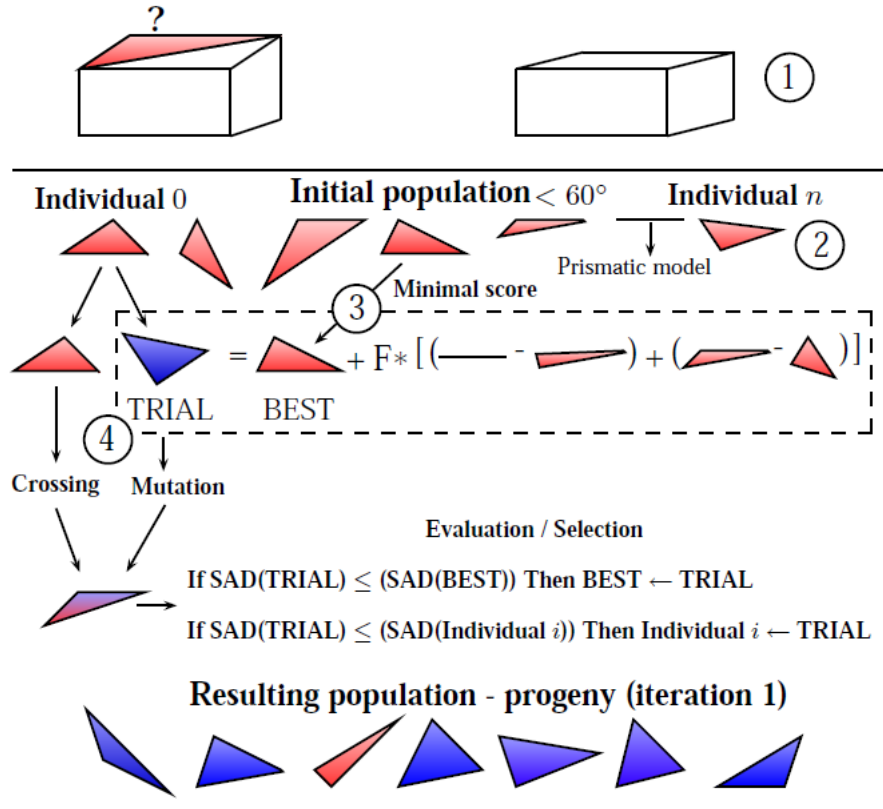 ?
1
Individual 0 Initial population < 60° Individual n
2
Prismatic model
3 Minimal score
= + F* [ ( - ) + ( - ) ]
TRIAL BEST
4
Crossing Mutation
Evaluation / Selection
If SAD(TRIAL) ≤ (SAD(BEST)) Then BEST ← TRIAL
If SAD(TRIAL) ≤ (SAD(Individual i)) Then Individual i ← TRIAL
Resulting population - progeny (iteration 1)